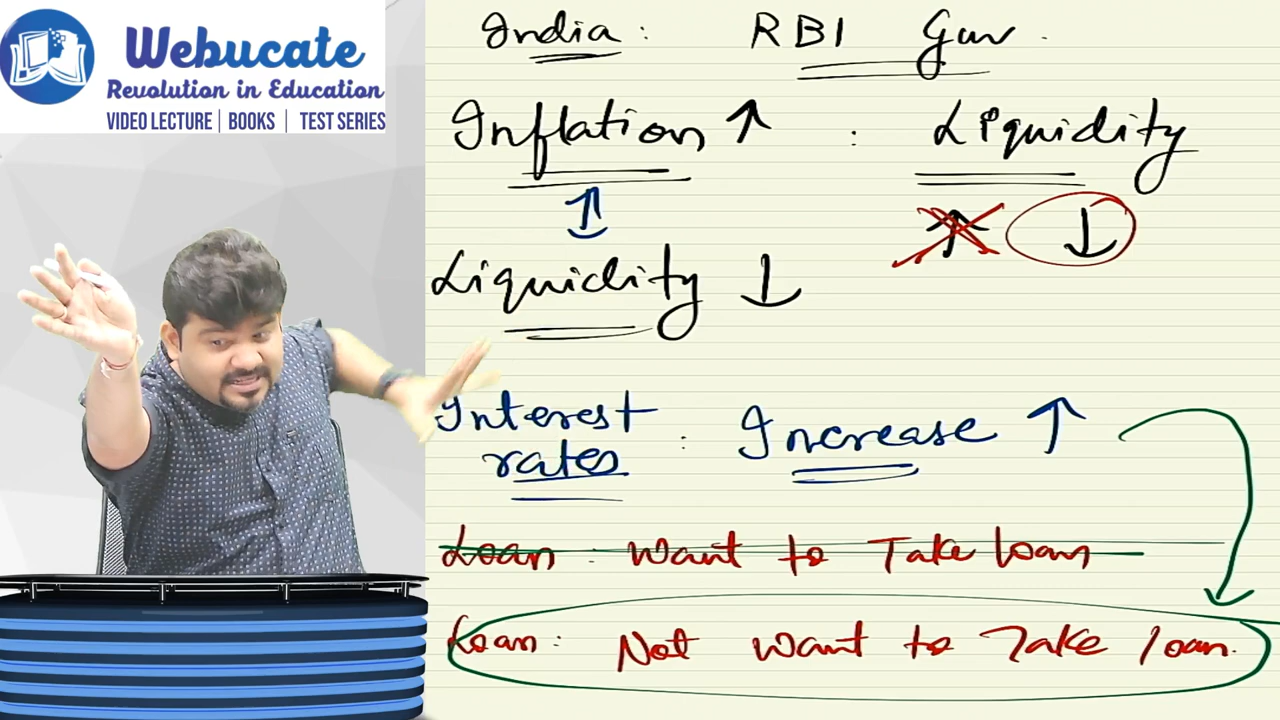 Webucate
Revolution in Education
VIDEO LECTURE | BOOKS | TEST SERIES
India : RBI Guv.
Inflation ↑ : Liquidity
↑ ↓
↑
Liquidity ↓
Interest rates : Increase ↑
Loan : Want to Take loan
Loan : Not want to Take loan.